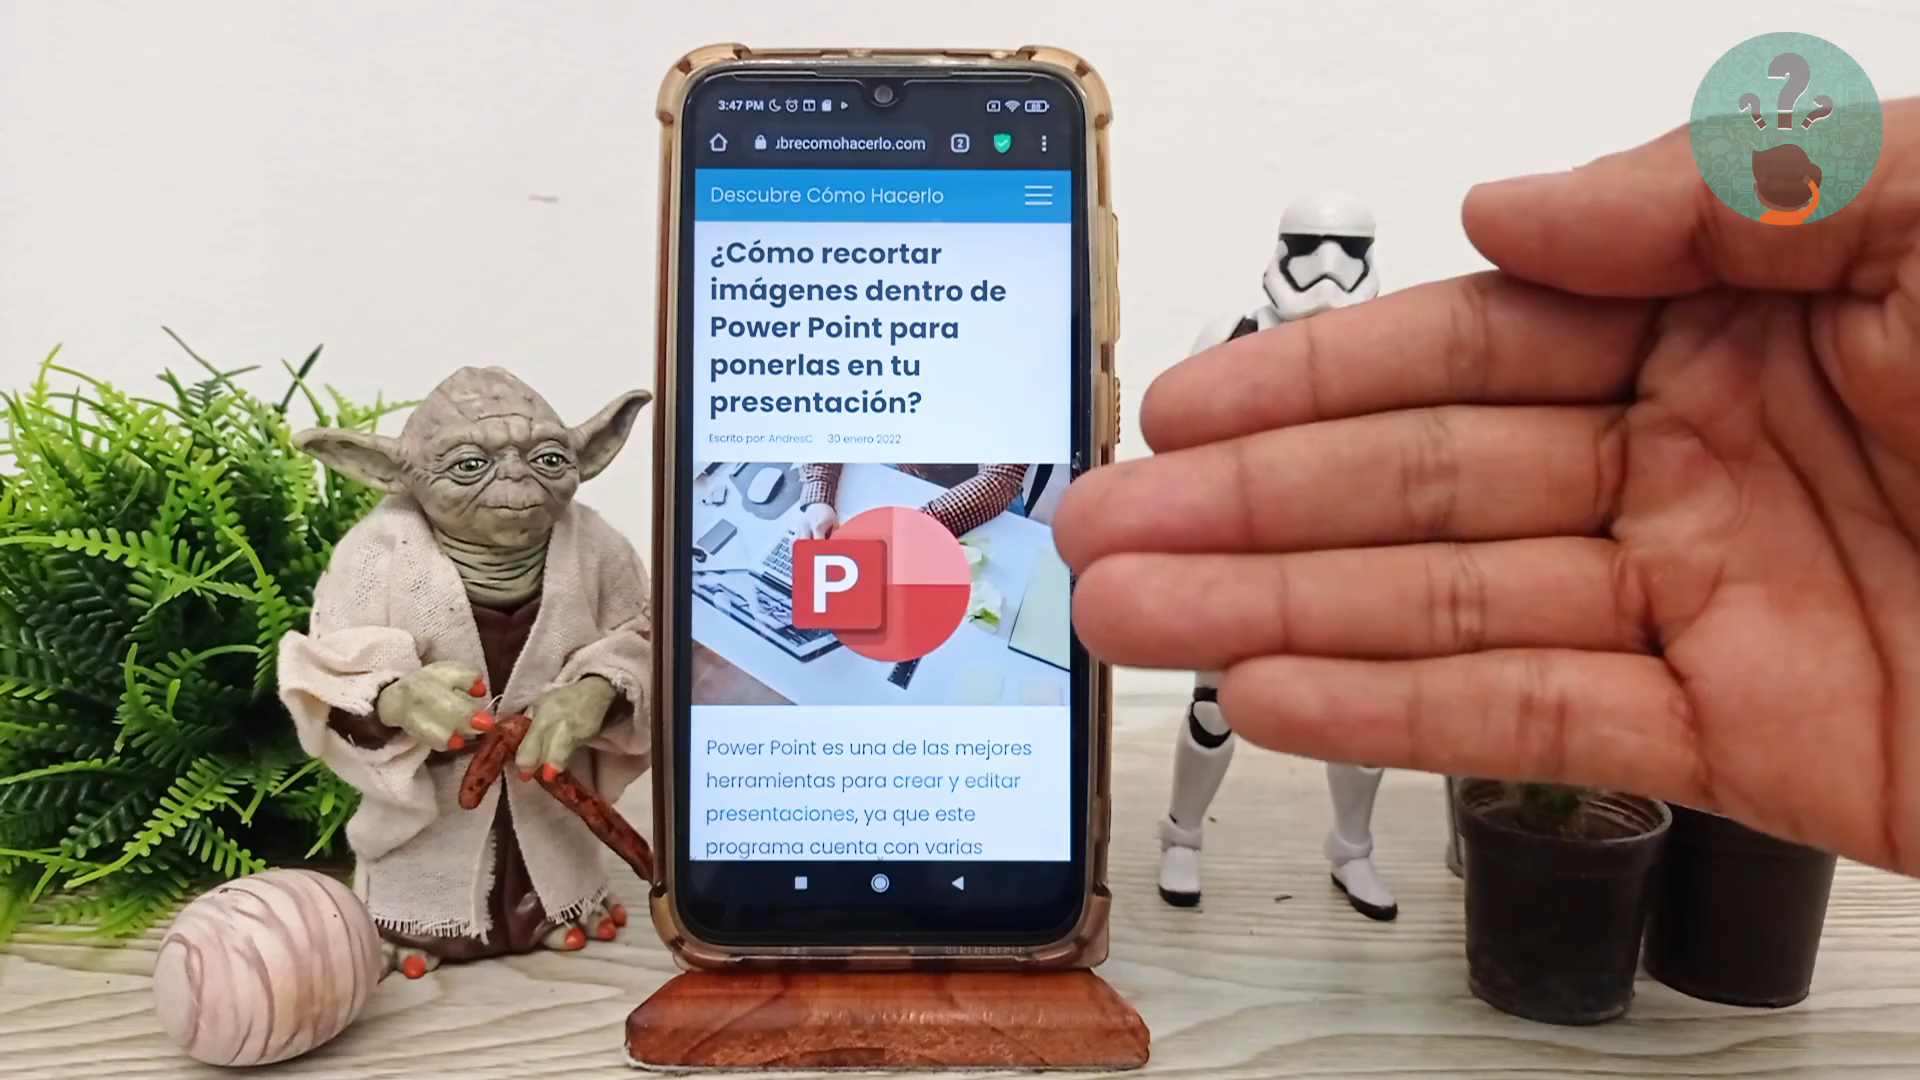 3:47 PM
ubrecomohacerlo.com
2
Descubre Cómo Hacerlo
¿Cómo recortar
imágenes dentro de
Power Point para
ponerlas en tu
presentación?
Escrito por: AndresC 30 enero 2022
P
Power Point es una de las mejores
herramientas para crear y editar
presentaciones, ya que este
programa cuenta con varias